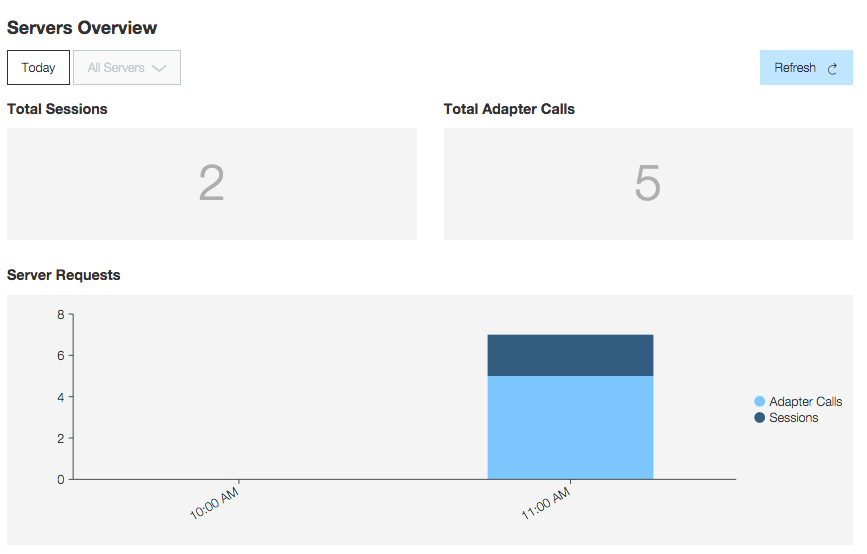 Servers Overview
Today
All Servers
Refresh
Total Sessions
Total Adapter Calls
2
5
Server Requests
8
6
4
2
0
Adapter Calls
Sessions
10:00 AM
11:00 AM